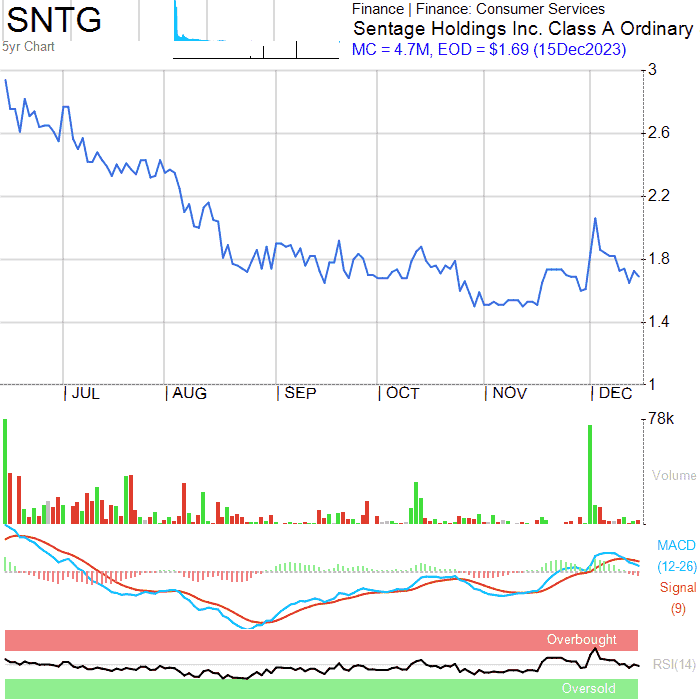 SNTG
5yr Chart
Finance | Finance: Consumer Services
Sentage Holdings Inc. Class A Ordinary
MC = 4.7M, EOD = $1.69 (15Dec2023)
3
2.6
2.2
1.8
1.4
1
JUL AUG SEP OCT NOV DEC
78k
Volume
MACD
(12-26)
Signal
(9)
Overbought
RSI(14)
Oversold